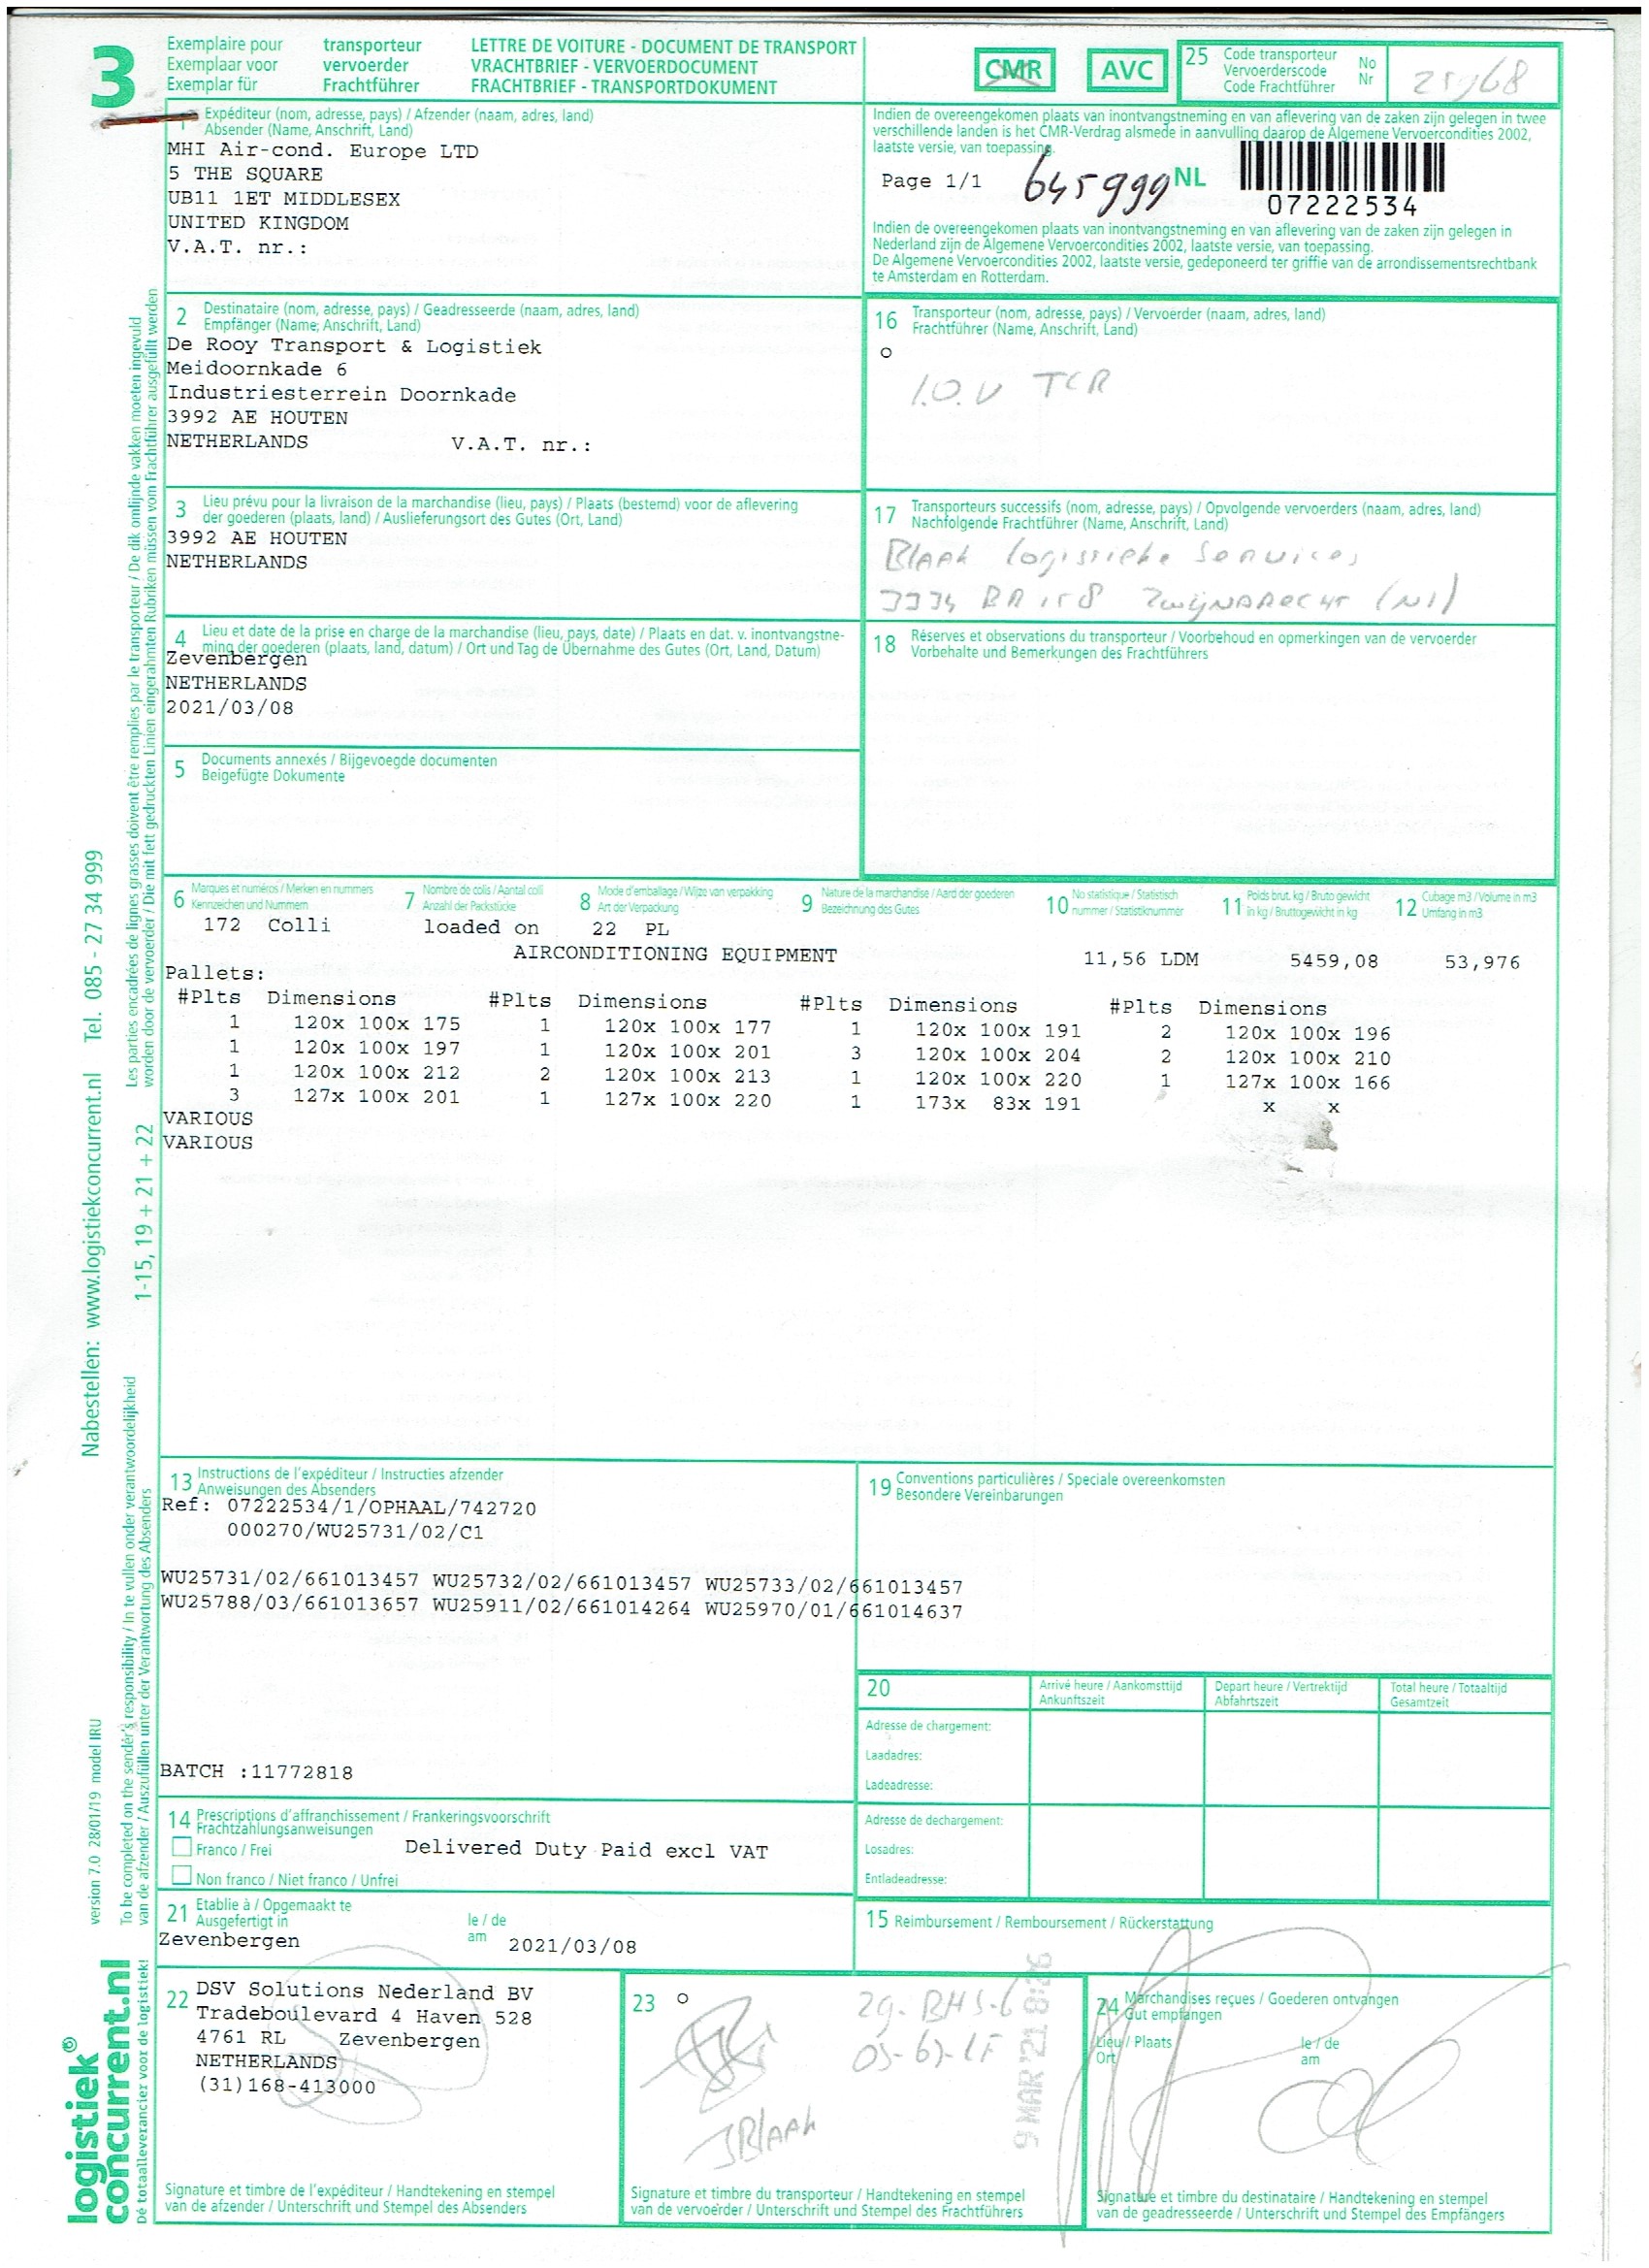 3
Exemplaire pour transporteur
Exemplaar voor vervoerder
Exemplar für Frachtführer
LETTRE DE VOITURE - DOCUMENT DE TRANSPORT
VRACHTBRIEF - VERVOERDOCUMENT
FRACHTBRIEF - TRANSPORTDOKUMENT
CMR
AVC
25 Code transporteur No
Vervoerderscode Nr
Code Frachtführer
1 Expéditeur (nom, adresse, pays) / Afzender (naam, adres, land)
Absender (Name, Anschrift, Land)
MHI Air-cond. Europe LTD
5 THE SQUARE
UB11 1ET MIDDLESEX
UNITED KINGDOM
V.A.T. nr.:
Indien de overeengekomen plaats van inontvangstneming en van aflevering van de zaken zijn gelegen in twee
verschillende landen is het CMR-Verdrag alsmede in aanvulling daarop de Algemene Vervoercondities 2002,
laatste versie, van toepassing.
Page 1/1 645999 NL
07222534
Indien de overeengekomen plaats van inontvangstneming en van aflevering van de zaken zijn gelegen in
Nederland zijn de Algemene Vervoercondities 2002, laatste versie, van toepassing.
De Algemene Vervoercondities 2002, laatste versie, gedeponeerd ter griffie van de arrondissementsrechtbank
te Amsterdam en Rotterdam.
2 Destinataire (nom, adresse, pays) / Geadresseerde (naam, adres, land)
Empfänger (Name, Anschrift, Land)
De Rooy Transport & Logistiek
Meidoornkade 6
Industriesterrein Doornkade
3992 AE HOUTEN
NETHERLANDS V.A.T. nr.:
16 Transporteur (nom, adresse, pays) / Vervoerder (naam, adres, land)
Frachtführer (Name, Anschrift, Land)
o
I.O.V TCR
3 Lieu prévu pour la livraison de la marchandise (lieu, pays) / Plaats (bestemd) voor de aflevering
der goederen (plaats, land) / Auslieferungsort des Gutes (Ort, Land)
3992 AE HOUTEN
NETHERLANDS
17 Transporteurs successifs (nom, adresse, pays) / Opvolgende vervoerders (naam, adres, land)
Nachfolgende Frachtführer (Name, Anschrift, Land)
Blaak logistieke Services
Zwijndrecht (Nl)
4 Lieu et date de la prise en charge de la marchandise (lieu, pays, date) / Plaats en dat. v. inontvangstne-
ming der goederen (plaats, land, datum) / Ort und Tag de Übernahme des Gutes (Ort, Land, Datum)
Zevenbergen
NETHERLANDS
2021/03/08
18 Réserves et observations du transporteur / Voorbehoud en opmerkingen van de vervoerder
Vorbehalte und Bemerkungen des Frachtführers
5 Documents annexés / Bijgevoegde documenten
Beigefügte Dokumente
6 Marques et numéros / Merken en nummers
Kennzeichen und Nummern
7 Nombre de colis / Aantal colli
Anzahl der Packstücke
8 Mode d'emballage / Wijze van verpakking
Art der Verpackung
9 Nature de la marchandise / Aard der goederen
Bezeichnung des Gutes
10 No statistique / Statistisch
nummer / Statistiknummer
11 Poids brut, kg / Bruto gewicht
in kg / Bruttogewicht in kg
12 Cubage m3 / Volume in m3
Umfang in m3
172 Colli loaded on 22 PL
AIRCONDITIONING EQUIPMENT 11,56 LDM 5459,08 53,976
Pallets:
#Plts Dimensions #Plts Dimensions #Plts Dimensions #Plts Dimensions
1 120x 100x 175 1 120x 100x 177 1 120x 100x 191 2 120x 100x 196
1 120x 100x 197 1 120x 100x 201 3 120x 100x 204 2 120x 100x 210
1 120x 100x 212 2 120x 100x 213 1 120x 100x 220 1 127x 100x 166
3 127x 100x 201 1 127x 100x 220 1 173x 83x 191 x x
VARIOUS
VARIOUS
13 Instructions de l'expéditeur / Instructies afzender
Anweisungen des Absenders
Ref: 07222534/1/OPHAAL/742720
000270/WU25731/02/C1
WU25731/02/661013457 WU25732/02/661013457 WU25733/02/661013457
WU25788/03/661013657 WU25911/02/661014264 WU25970/01/661014637
BATCH :11772818
19 Conventions particulières / Speciale overeenkomsten
Besondere Vereinbarungen
20 Arrivé heure / Aankomsttijd
Ankunftszeit
Depart heure / Vertrektijd
Abfahrtszeit
Total heure / Totaaltijd
Gesamtzeit
Adresse de chargement:
Laadadres:
Ladeadresse:
Adresse de dechargement:
Losadres:
Entladeadresse:
14 Prescriptions d'affranchissement / Frankeringsvoorschrift
Frachtzahlungsanweisungen
Franco / Frei Delivered Duty Paid excl VAT
Non franco / Niet franco / Unfrei
21 Etablie à / Opgemaakt te le / de
Ausgefertigt in am
Zevenbergen 2021/03/08
15 Reimbursement / Remboursement / Rückerstattung
22 DSV Solutions Nederland BV
Tradeboulevard 4 Haven 528
4761 RL Zevenbergen
NETHERLANDS
(31)168-413000
Signature et timbre de l'expéditeur / Handtekening en stempel
van de afzender / Unterschrift und Stempel des Absenders
23 o
JBlaak
9 MAR '21 8:26
Signature et timbre du transporteur / Handtekening en stempel
van de vervoerder / Unterschrift und Stempel des Frachtführers
24 Marchandises reçues / Goederen ontvangen
Gut empfangen
Lieu / Plaats le / de
Ort am
Signature et timbre du destinataire / Handtekening en stempel
van de geadresseerde / Unterschrift und Stempel des Empfängers
Les parties encadrées de lignes grasses doivent être remplies par le transporteur / De dik omlijnde vakken moeten ingevuld
worden door de vervoerder / Die mit fett gedruckten Linien eingerahmten Rubriken müssen vom Frachtführer ausgefüllt werden
Nabestellen: www.logistiekconcurrent.nl Tel. 085 - 27 34 999
1-15, 19 + 21 + 22
To be completed on the sender's responsibility / In te vullen onder verantwoordelijkheid
van de afzender / Auszufüllen unter der Verantwortung des Absenders
version 7.0 28/01/19 model IRU
logistiek®
concurrent.nl
Dé totaalleverancier voor de logistiek!